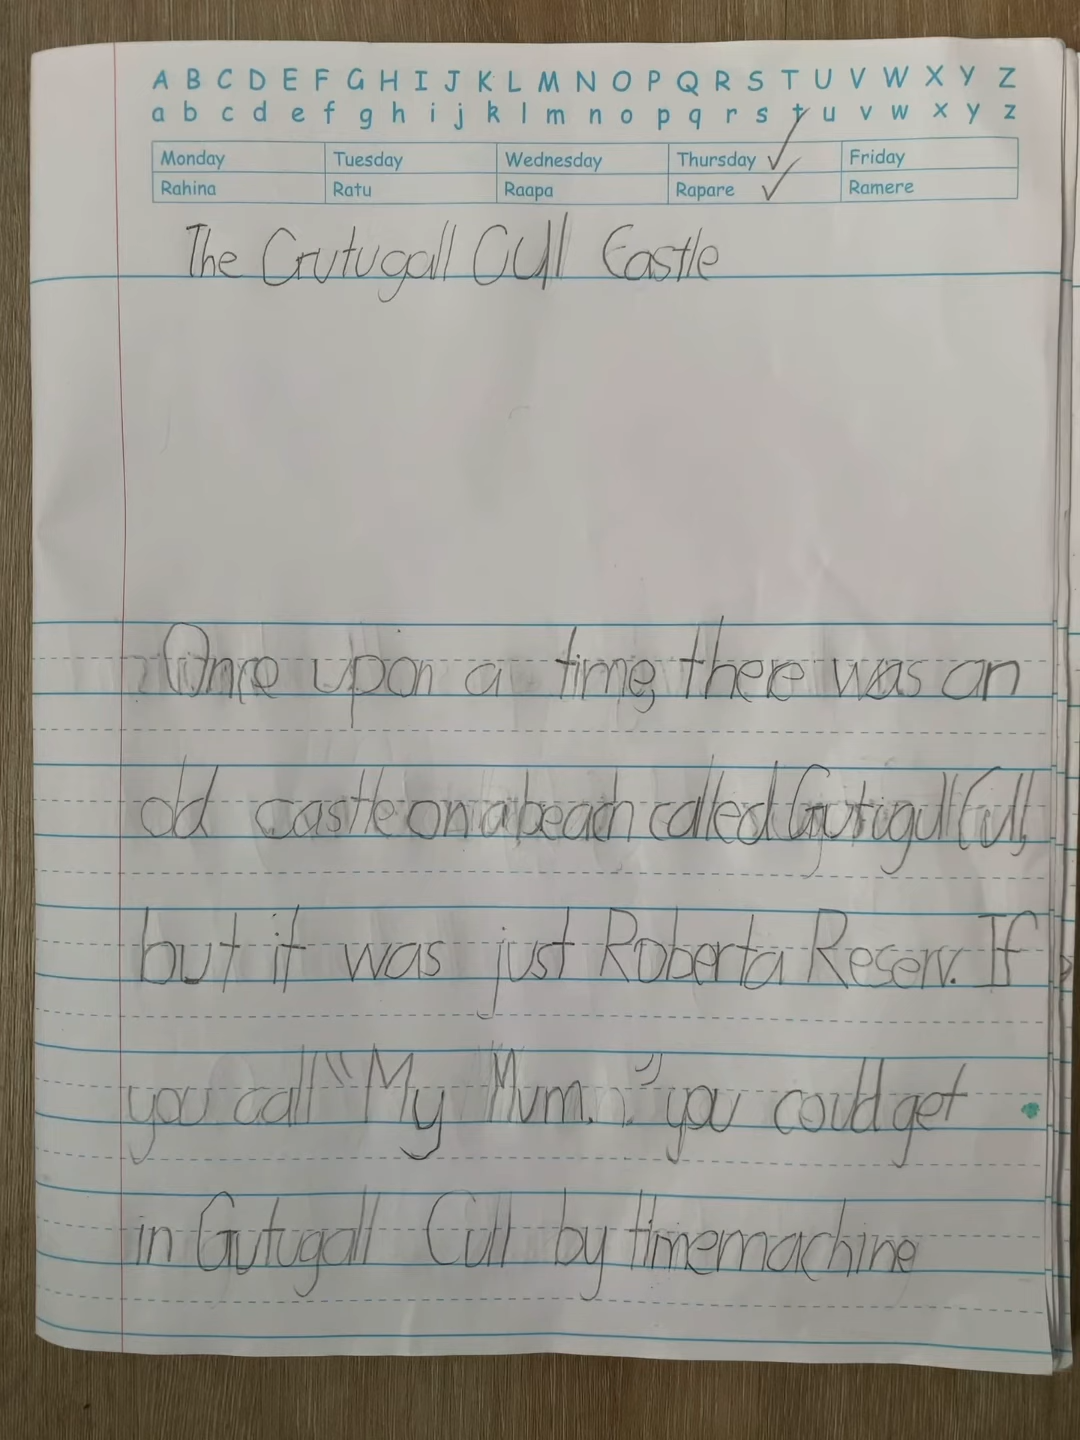 A B C D E F G H I J K L M N O P Q R S T U V W X Y Z
a b c d e f g h i j k l m n o p q r s t u v w x y z
Monday Tuesday Wednesday Thursday ✓ Friday
Rahina Ratu Raapa Rapare ✓ Ramere
The Grutugall Cull Castle
Once upon a time, there was an
old castle on a beach called Gutugull Cull,
but it was just Roberta Reserv. If
you call "My Mum.." you could get
in Gutugall Cull by timemachine